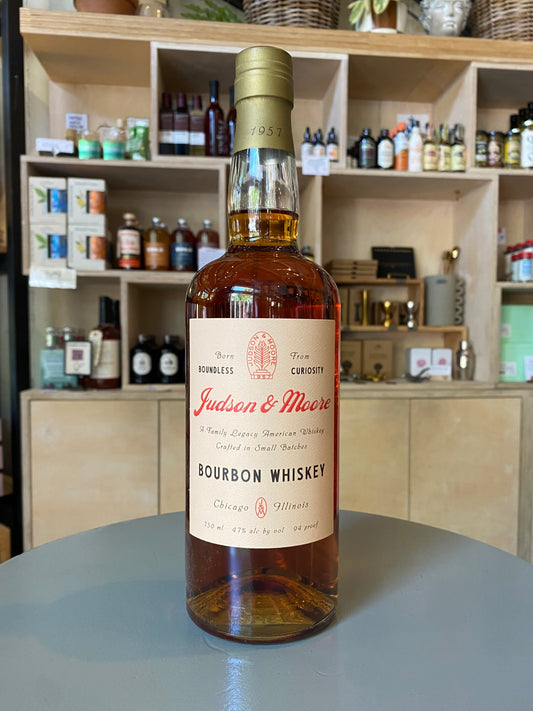 1957
JUDSON & MOORE
1957
Born From
BOUNDLESS CURIOSITY
Judson & Moore
A Family Legacy American Whiskey
Crafted in Small Batches
BOURBON WHISKEY
Chicago Illinois
750 ml 47% alc by vol 94 proof